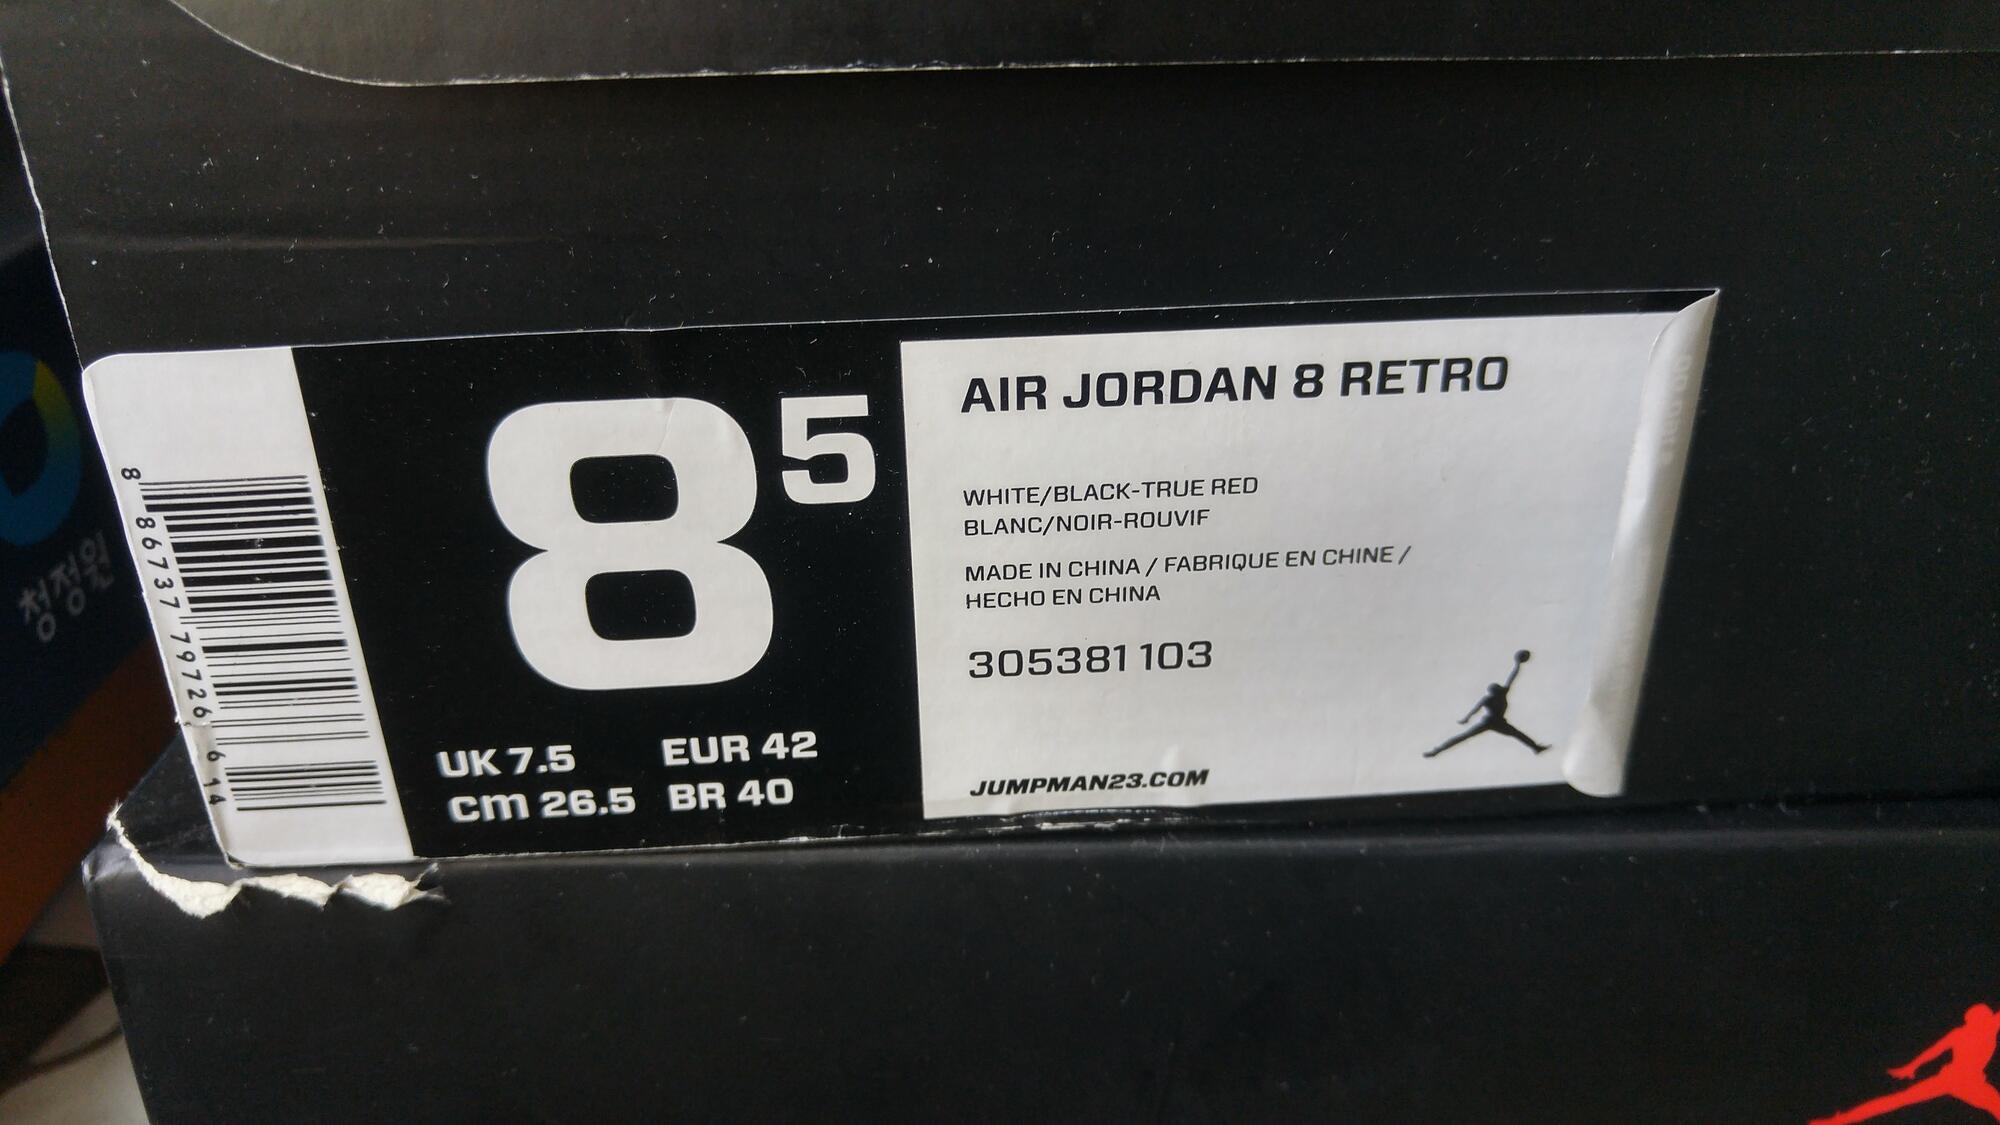 AIR JORDAN 8 RETRO
8 5
WHITE/BLACK-TRUE RED
BLANC/NOIR-ROUVIF
MADE IN CHINA / FABRIQUE EN CHINE /
HECHO EN CHINA
305381 103
UK 7.5 EUR 42
cm 26.5 BR 40
JUMPMAN23.COM
8 86737 79726 6 14
청정원